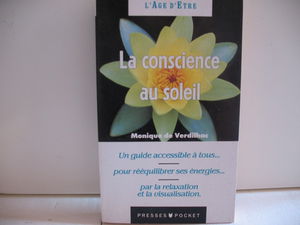 L'AGE D'ETRE
La conscience
au soleil
Monique de Verdilhac
Un guide accessible à tous...
pour rééquilibrer ses énergies...
par la relaxation
et la visualisation.
PRESSES POCKET